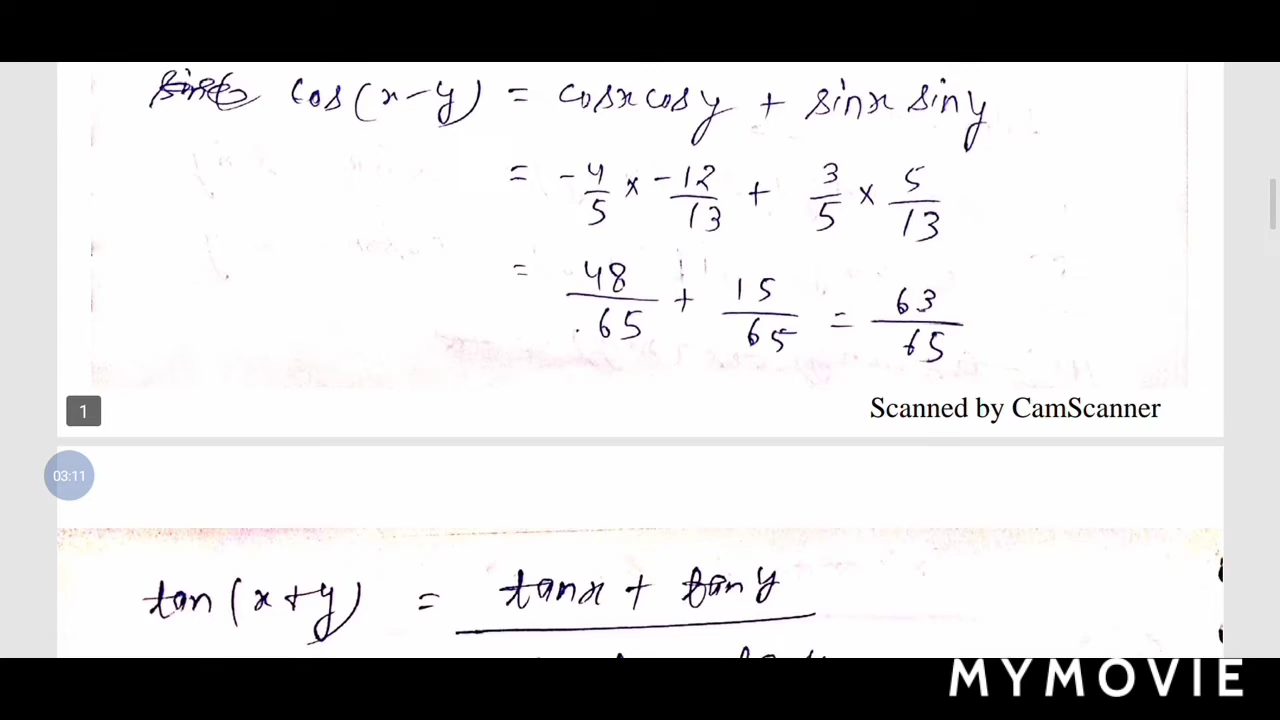 cos(x-y) = cosx cosy + sinx siny
= -4/5 × -12/13 + 3/5 × 5/13
= 48/65 + 15/65 = 63/65
1
Scanned by CamScanner
03:11
tan(x+y) = tanx + tany
MYMOVIE